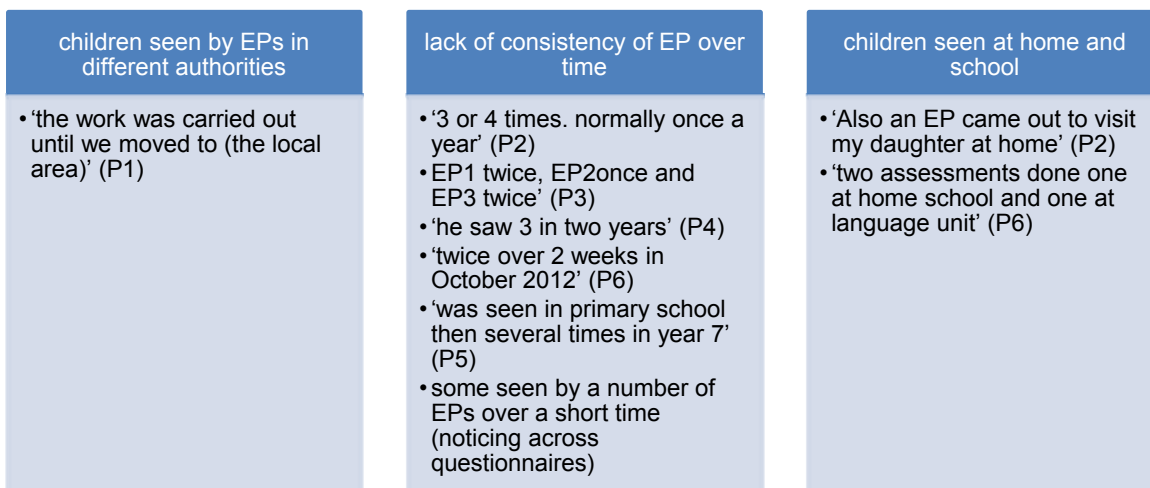 children seen by EPs in
different authorities
• ‘the work was carried out
until we moved to (the local
area)’ (P1)
lack of consistency of EP over
time
• ‘3 or 4 times. normally once a
year’ (P2)
• EP1 twice, EP2once and
EP3 twice’ (P3)
• ‘he saw 3 in two years’ (P4)
• ‘twice over 2 weeks in
October 2012’ (P6)
• ‘was seen in primary school
then several times in year 7’
(P5)
• some seen by a number of
EPs over a short time
(noticing across
questionnaires)
children seen at home and
school
• ‘Also an EP came out to visit
my daughter at home’ (P2)
• ‘two assessments done one
at home school and one at
language unit’ (P6)